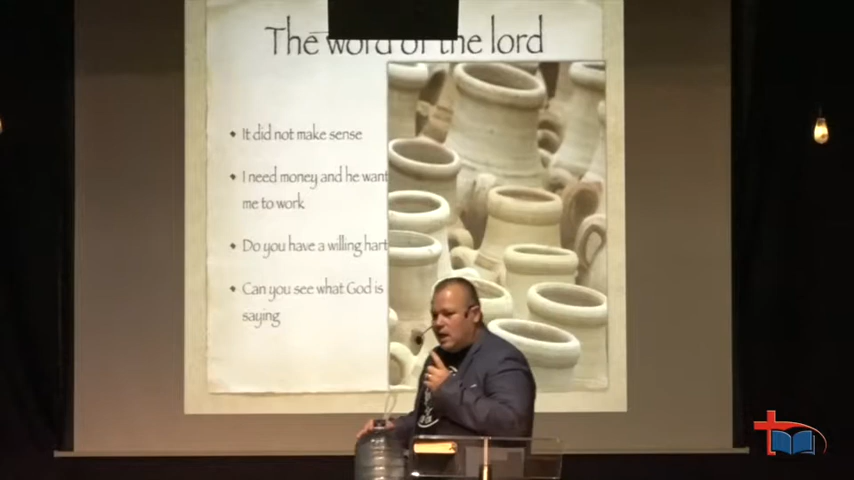 The word of the lord
• It did not make sense
• I need money and he want
me to work
• Do you have a willing hart
• Can you see what God is
saying